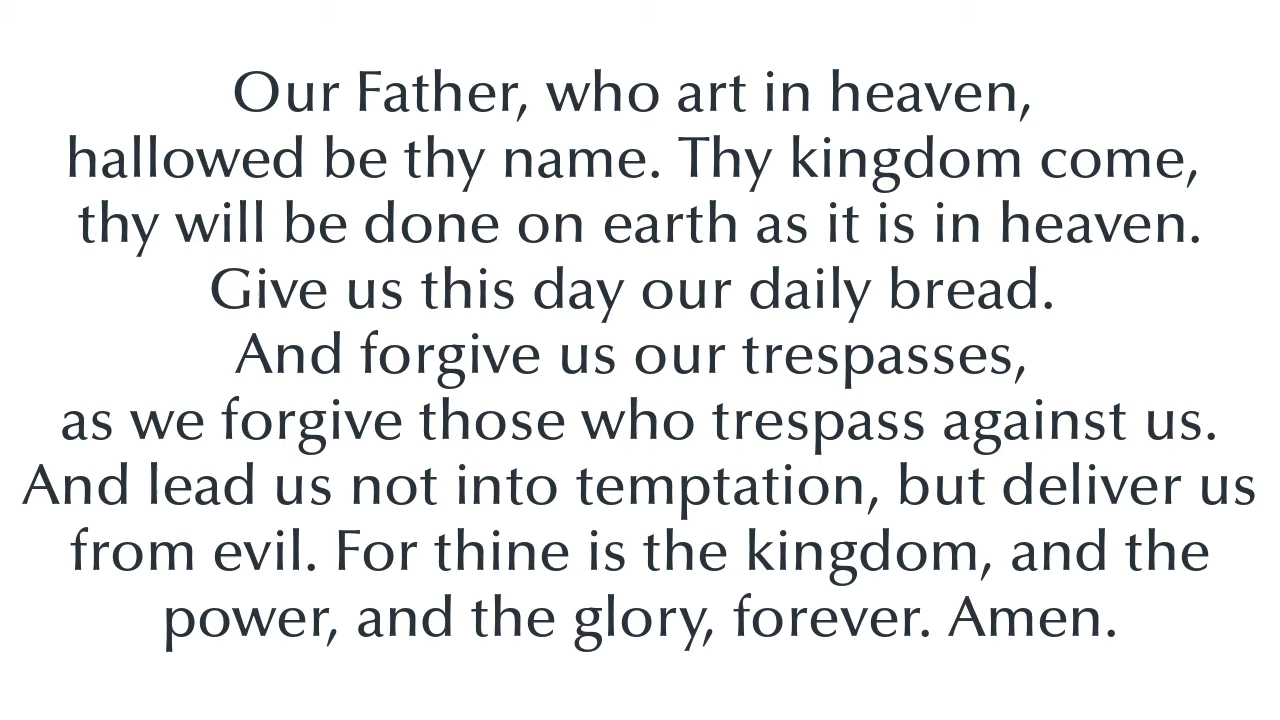 Our Father, who art in heaven,
hallowed be thy name. Thy kingdom come,
thy will be done on earth as it is in heaven.
Give us this day our daily bread.
And forgive us our trespasses,
as we forgive those who trespass against us.
And lead us not into temptation, but deliver us
from evil. For thine is the kingdom, and the
power, and the glory, forever. Amen.